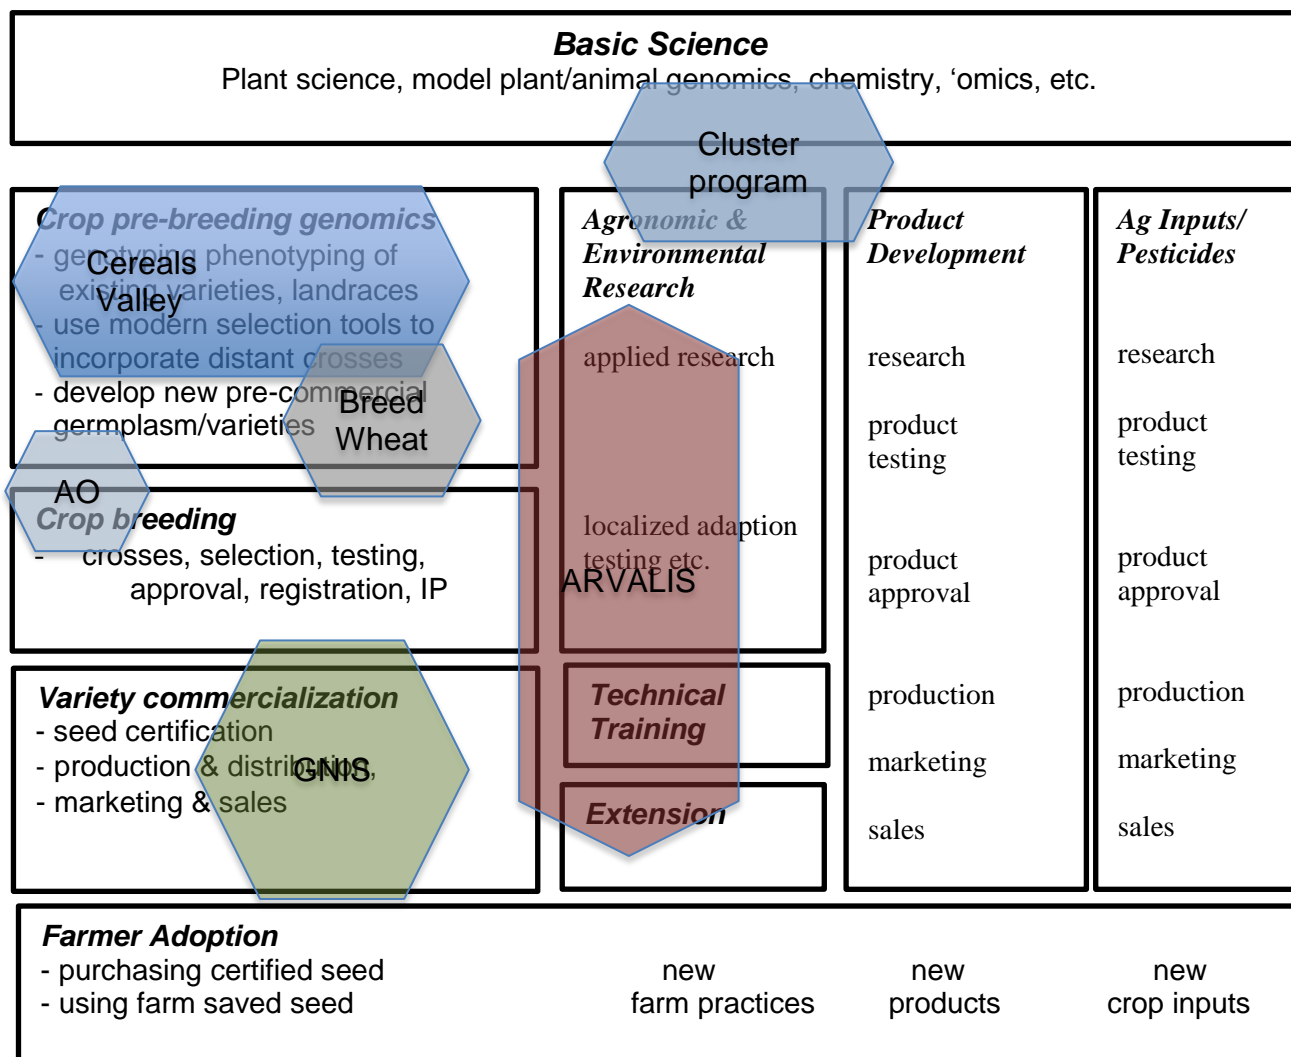 Basic Science
Plant science, model plant/animal genomics, chemistry, ‘omics, etc.
Cluster
program
Crop pre-breeding genomics
- genotyping phenotyping of
existing varieties, landraces
- use modern selection tools to
incorporate distant crosses
- develop new pre-commercial
germplasm/varieties
Cereals
Valley
Breed
Wheat
AO
Crop breeding
- crosses, selection, testing,
approval, registration, IP
Variety commercialization
- seed certification
- production & distribution,
- marketing & sales
GNIS
Agronomic &
Environmental
Research
applied research
localized adaption
testing etc.
ARVALIS
Technical
Training
Extension
Product
Development
research
product
testing
product
approval
production
marketing
sales
Ag Inputs/
Pesticides
research
product
testing
product
approval
production
marketing
sales
Farmer Adoption
- purchasing certified seed
- using farm saved seed
new
farm practices
new
products
new
crop inputs